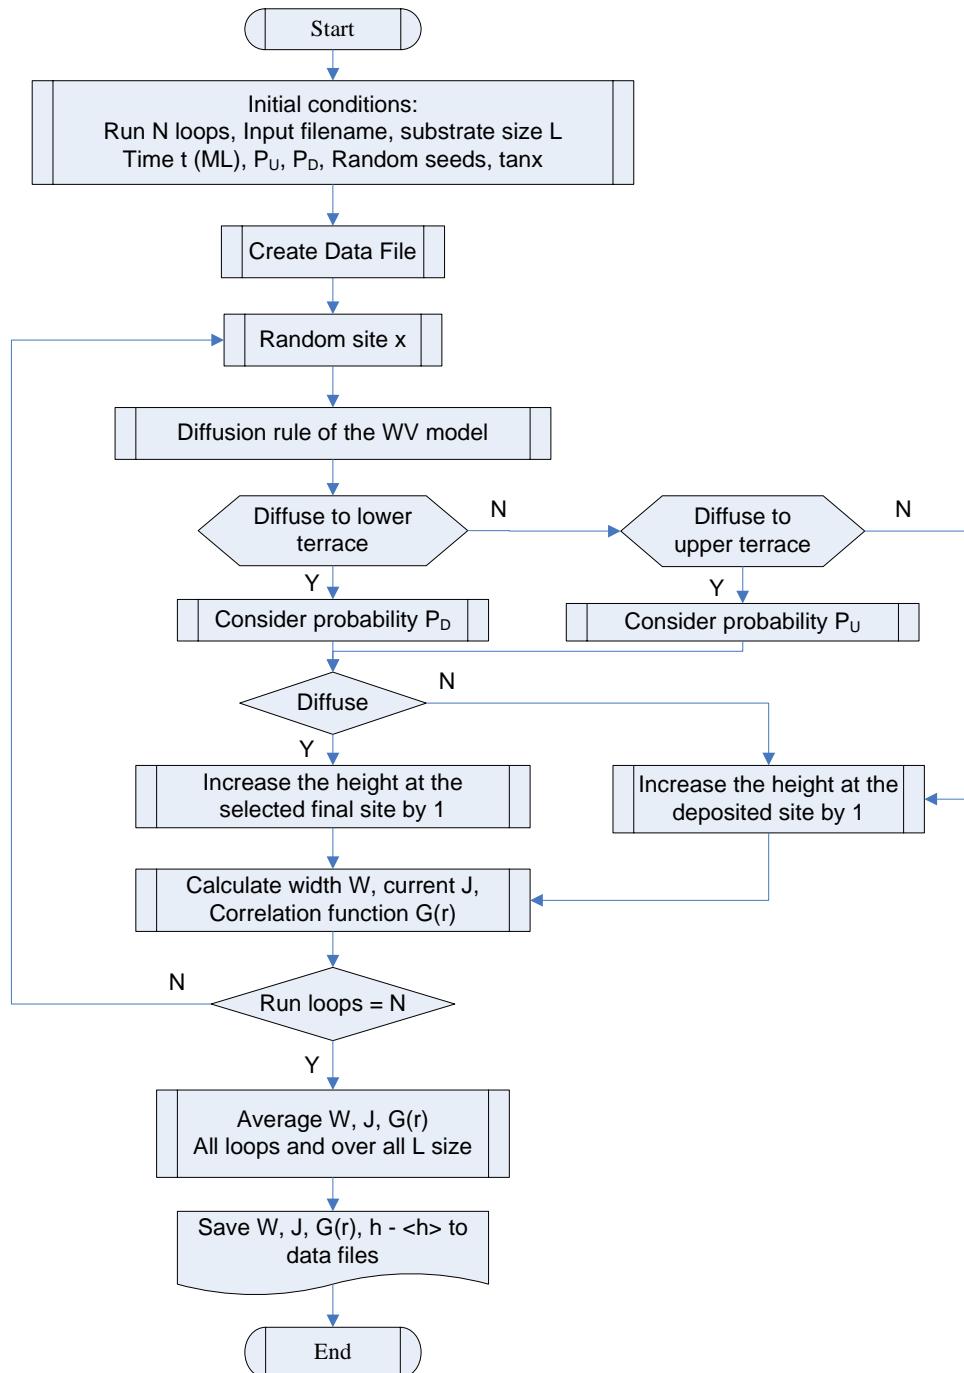 Start
Initial conditions:
Run N loops, Input filename, substrate size L
Time t (ML), P_U, P_D, Random seeds, tanx
Create Data File
Random site x
Diffusion rule of the WV model
Diffuse to lower
terrace
N
Diffuse to
upper terrace
N
Y
Y
Consider probability P_D
Consider probability P_U
Diffuse
N
Y
Increase the height at the
selected final site by 1
Increase the height at the
deposited site by 1
Calculate width W, current J,
Correlation function G(r)
N
Run loops = N
Y
Average W, J, G(r)
All loops and over all L size
Save W, J, G(r), h - <h> to
data files
End